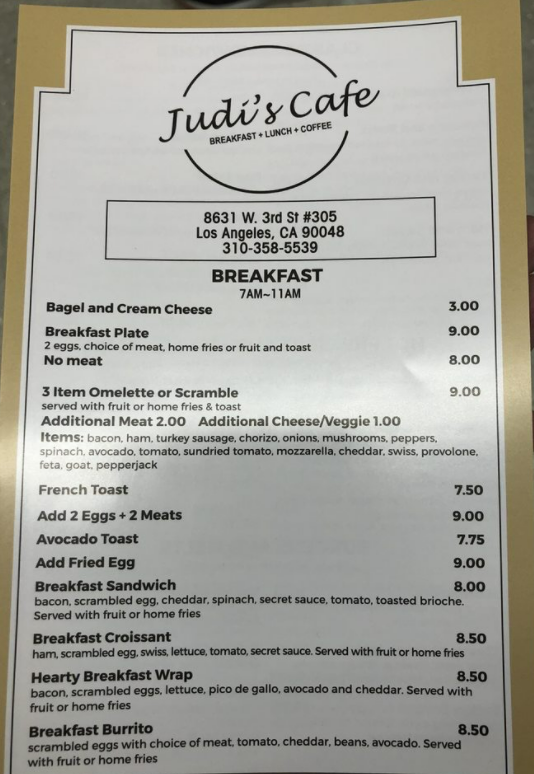 Judi's Cafe
BREAKFAST + LUNCH + COFFEE
8631 W. 3rd St #305
Los Angeles, CA 90048
310-358-5539
BREAKFAST
7AM~11AM
Bagel and Cream Cheese 3.00
Breakfast Plate 9.00
2 eggs, choice of meat, home fries or fruit and toast
No meat 8.00
3 Item Omelette or Scramble 9.00
served with fruit or home fries & toast
Additional Meat 2.00 Additional Cheese/Veggie 1.00
Items: bacon, ham, turkey sausage, chorizo, onions, mushrooms, peppers,
spinach, avocado, tomato, sundried tomato, mozzarella, cheddar, swiss, provolone,
feta, goat, pepperjack
French Toast 7.50
Add 2 Eggs + 2 Meats 9.00
Avocado Toast 7.75
Add Fried Egg 9.00
Breakfast Sandwich 8.00
bacon, scrambled egg, cheddar, spinach, secret sauce, tomato, toasted brioche.
Served with fruit or home fries
Breakfast Croissant 8.50
ham, scrambled egg, swiss, lettuce, tomato, secret sauce. Served with fruit or home fries
Hearty Breakfast Wrap 8.50
bacon, scrambled eggs, lettuce, pico de gallo, avocado and cheddar. Served with
fruit or home fries
Breakfast Burrito 8.50
scrambled eggs with choice of meat, tomato, cheddar, beans, avocado. Served
with fruit or home fries